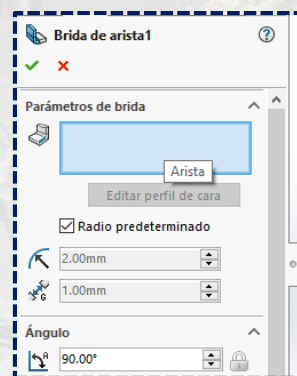 Brida de arista1
Parámetros de brida
Arista
Editar perfil de cara
Radio predeterminado
2.00mm
1.00mm
Ángulo
90.00°